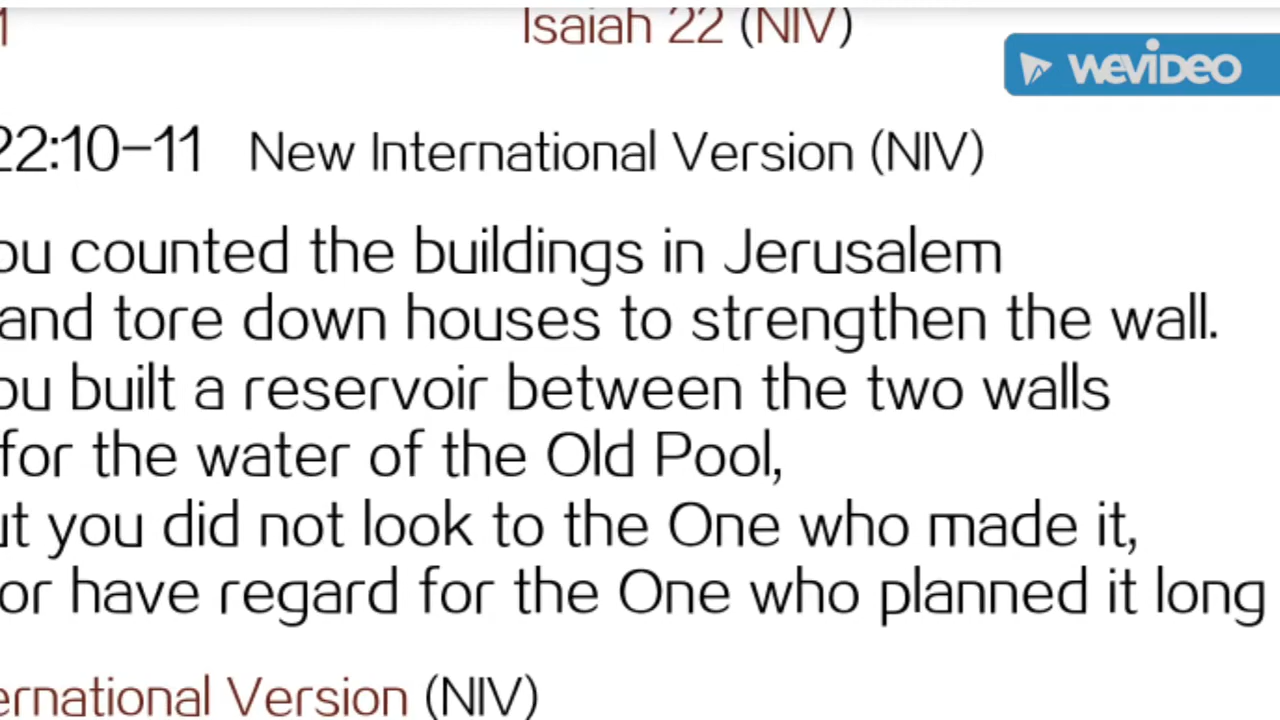 1 Isaiah 22 (NIV)
WeVideo
22:10–11 New International Version (NIV)
ou counted the buildings in Jerusalem
and tore down houses to strengthen the wall.
ou built a reservoir between the two walls
for the water of the Old Pool,
ut you did not look to the One who made it,
or have regard for the One who planned it long
ernational Version (NIV)